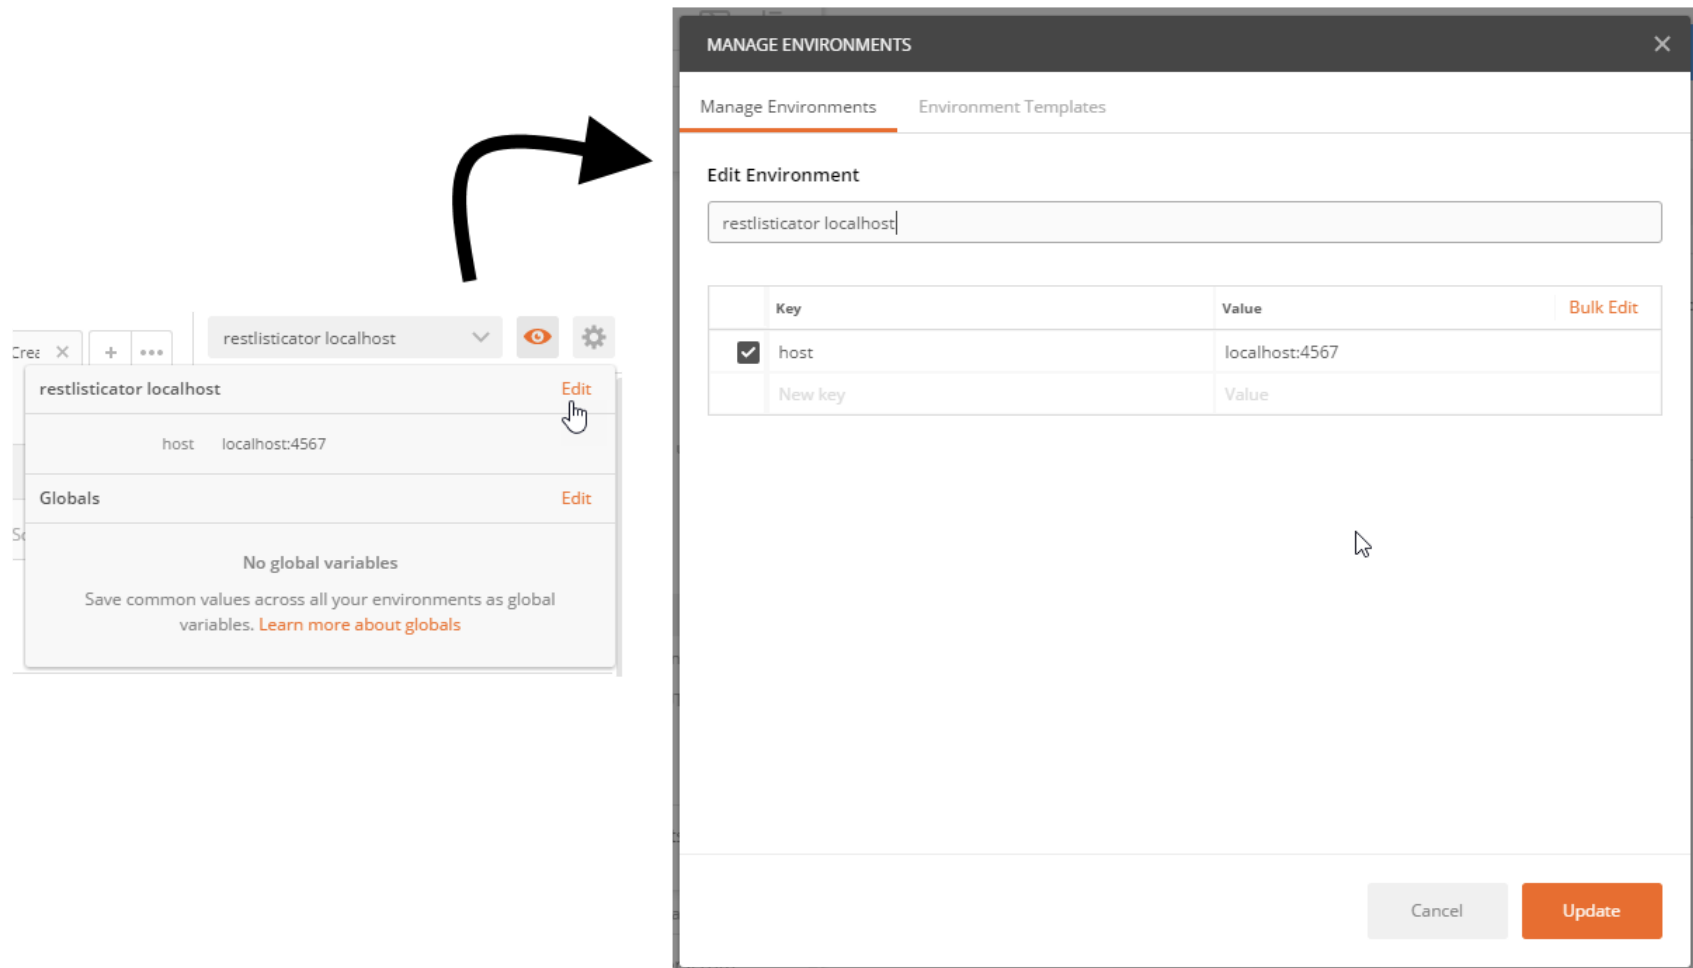 restlisticator localhost
restlisticator localhost Edit
host localhost:4567
Globals Edit
No global variables
Save common values across all your environments as global
variables. Learn more about globals
MANAGE ENVIRONMENTS
Manage Environments Environment Templates
Edit Environment
restlisticator localhost
Key Value Bulk Edit
host localhost:4567
New key Value
Cancel Update